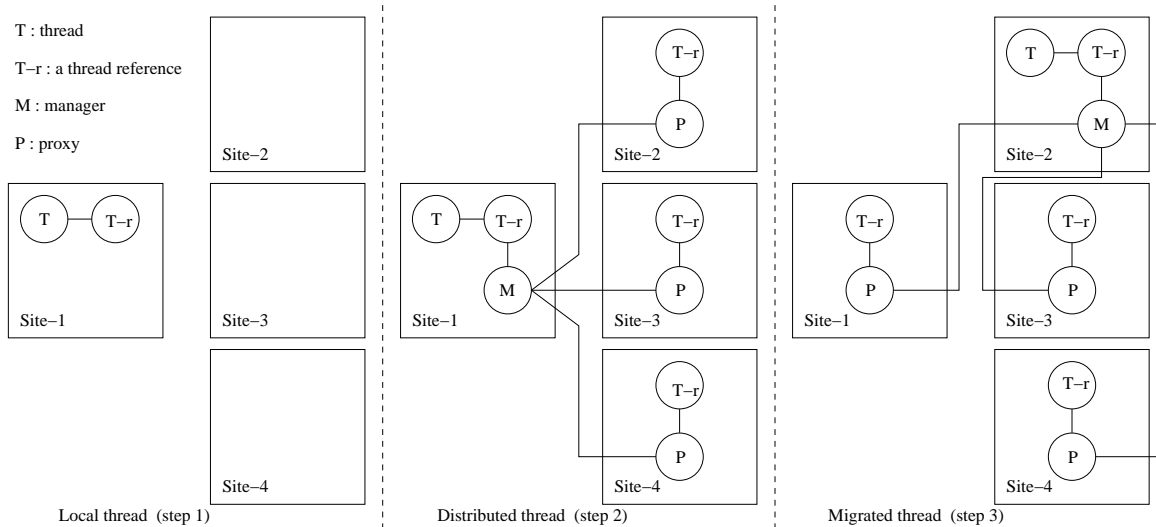 T : thread
T−r : a thread reference
M : manager
P : proxy
Site−2
T
T−r
Site−1
Site−3
Site−4
Local thread (step 1)
T−r
P
Site−2
T
T−r
M
Site−1
T−r
P
Site−3
T−r
P
Site−4
Distributed thread (step 2)
T
T−r
M
Site−2
T−r
P
Site−1
T−r
P
Site−3
T−r
P
Site−4
Migrated thread (step 3)